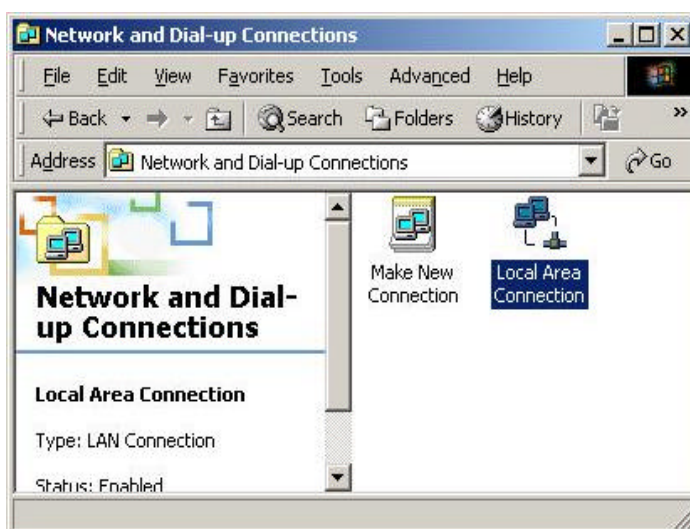 Network and Dial-up Connections
File Edit View Favorites Tools Advanced Help
Back Search Folders History »
Address Network and Dial-up Connections Go
Network and Dial-
up Connections
Local Area Connection
Type: LAN Connection
Status: Enabled
Make New
Connection
Local Area
Connection